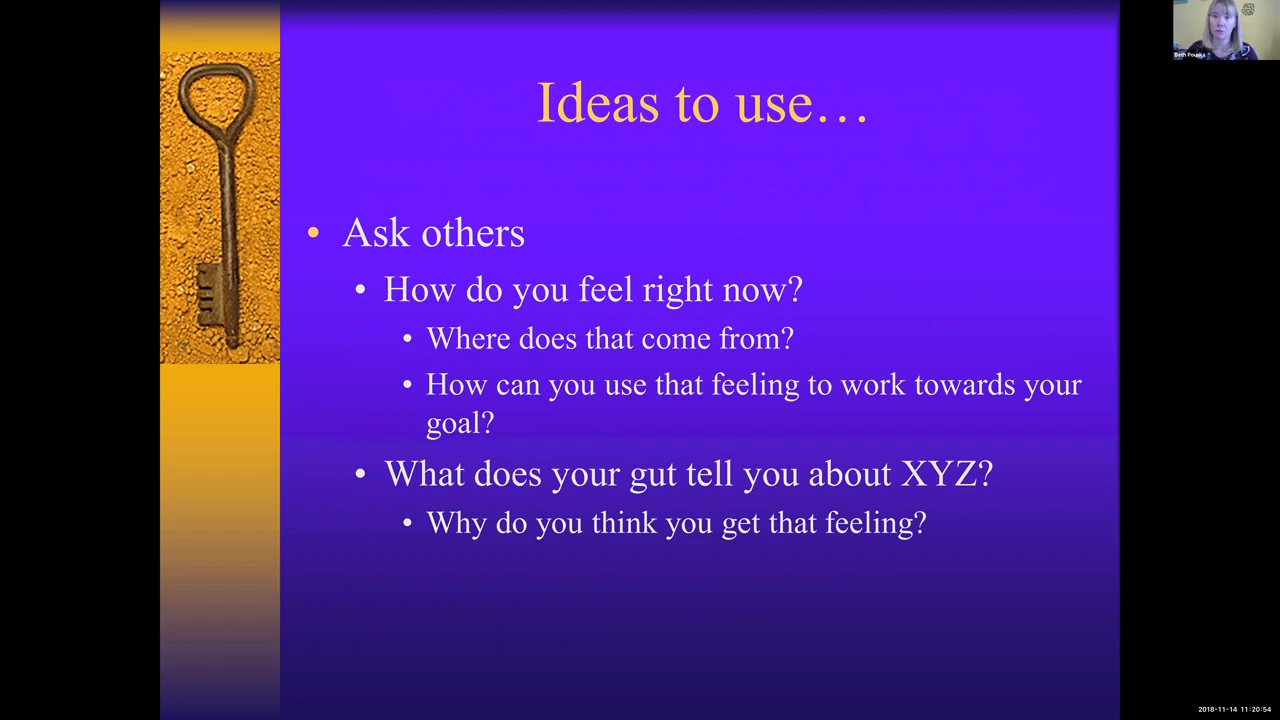 Ideas to use…
• Ask others
• How do you feel right now?
• Where does that come from?
• How can you use that feeling to work towards your
goal?
• What does your gut tell you about XYZ?
• Why do you think you get that feeling?
Beth
2018-11-14 11:20:54